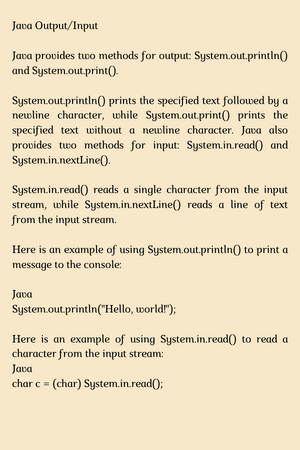 Java Output/Input
Java provides two methods for output: System.out.println()
and System.out.print().
System.out.println() prints the specified text followed by a
newline character, while System.out.print() prints the
specified text without a newline character. Java also
provides two methods for input: System.in.read() and
System.in.nextLine().
System.in.read() reads a single character from the input
stream, while System.in.nextLine() reads a line of text
from the input stream.
Here is an example of using System.out.println() to print a
message to the console:
Java
System.out.println("Hello, world!");
Here is an example of using System.in.read() to read a
character from the input stream:
Java
char c = (char) System.in.read();